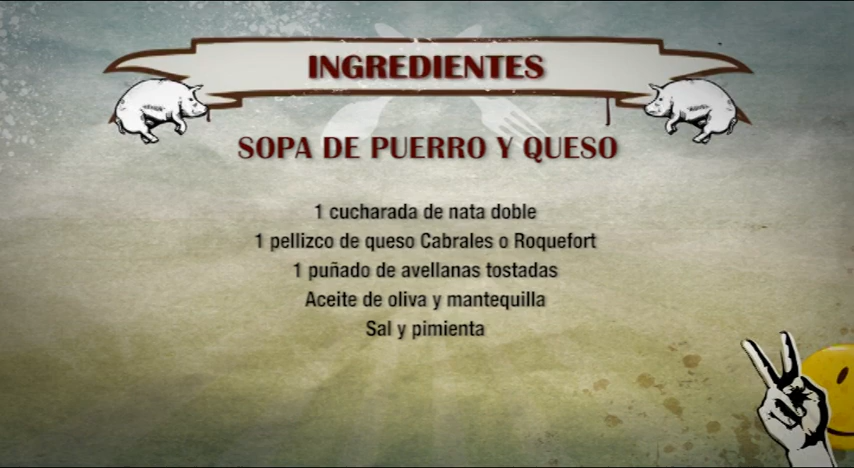 INGREDIENTES
SOPA DE PUERRO Y QUESO
1 cucharada de nata doble
1 pellizco de queso Cabrales o Roquefort
1 puñado de avellanas tostadas
Aceite de oliva y mantequilla
Sal y pimienta